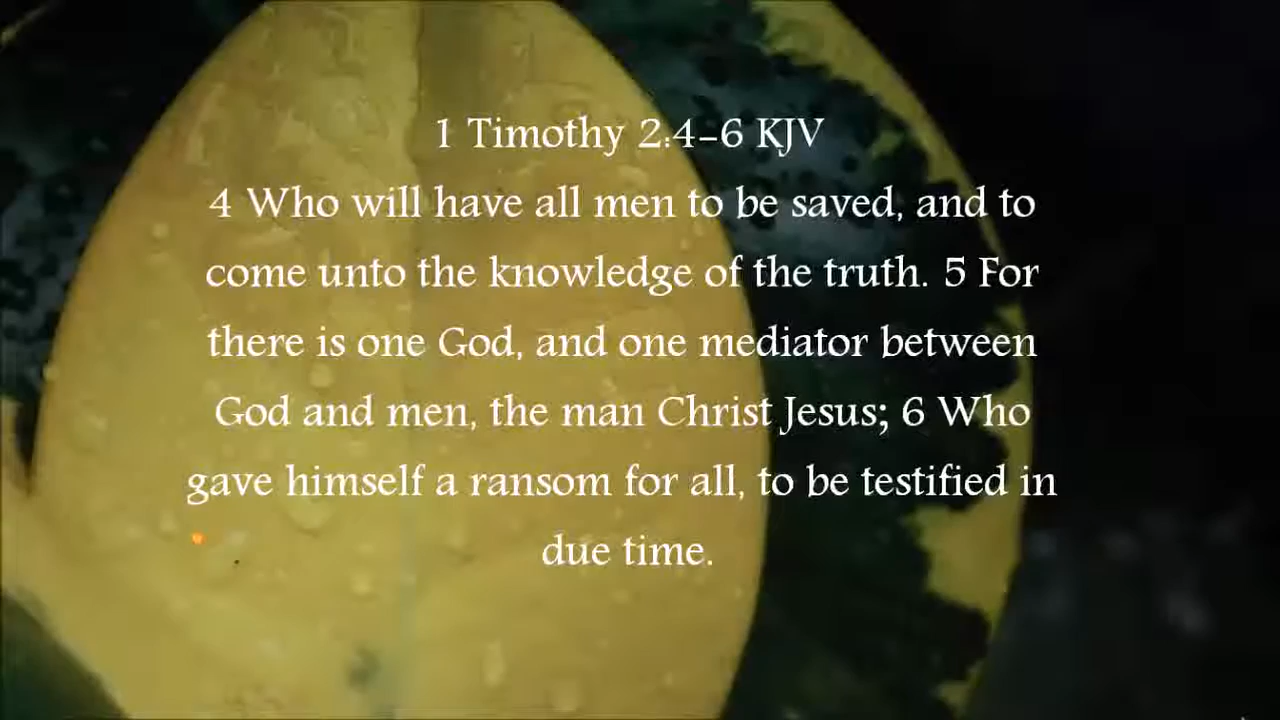 1 Timothy 2:4-6 KJV
4 Who will have all men to be saved, and to
come unto the knowledge of the truth. 5 For
there is one God, and one mediator between
God and men, the man Christ Jesus; 6 Who
gave himself a ransom for all, to be testified in
due time.